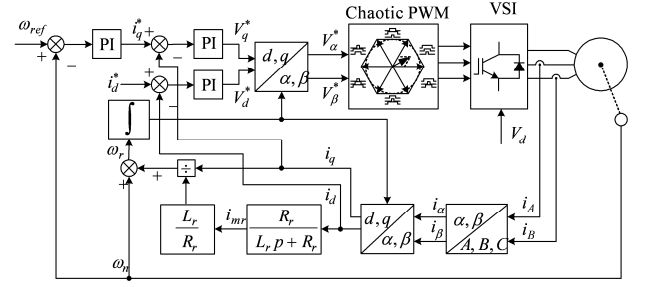 Chaotic PWM
VSI
ω_ref
+
−
PI
i_q^*
+
−
PI
V_q^*
d, q
α, β
V_α^*
i_d^*
+
−
PI
V_d^*
V_β^*
V_d
∫
ω_r
+
+
÷
i_q
i_d
L_r
R_r
i_mr
R_r
L_r p + R_r
d, q
α, β
i_α
i_β
α, β
A, B, C
i_A
i_B
ω_n